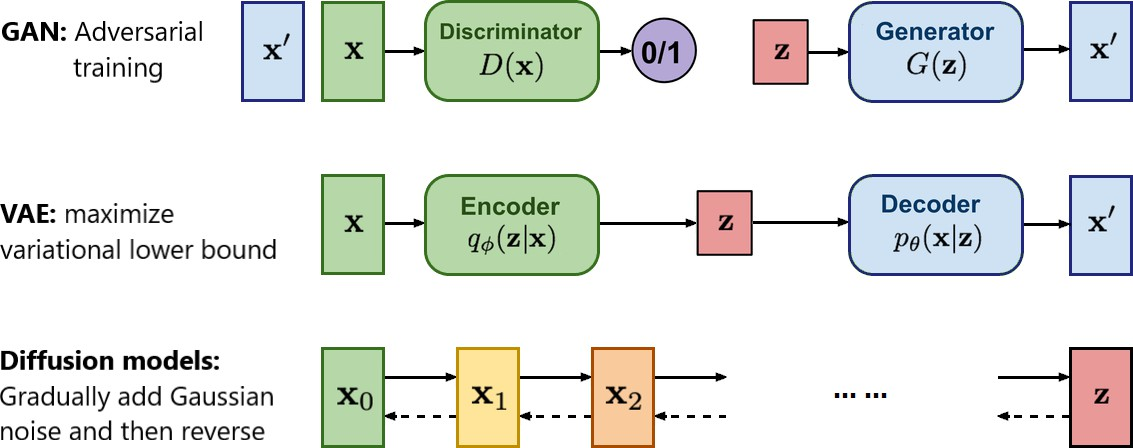 GAN: Adversarial
training
x′
x
Discriminator
D(x)
0/1
z
Generator
G(z)
x′
VAE: maximize
variational lower bound
x
Encoder
qϕ(z|x)
z
Decoder
pθ(x|z)
x′
Diffusion models:
Gradually add Gaussian
noise and then reverse
x₀
x₁
x₂
... ...
z